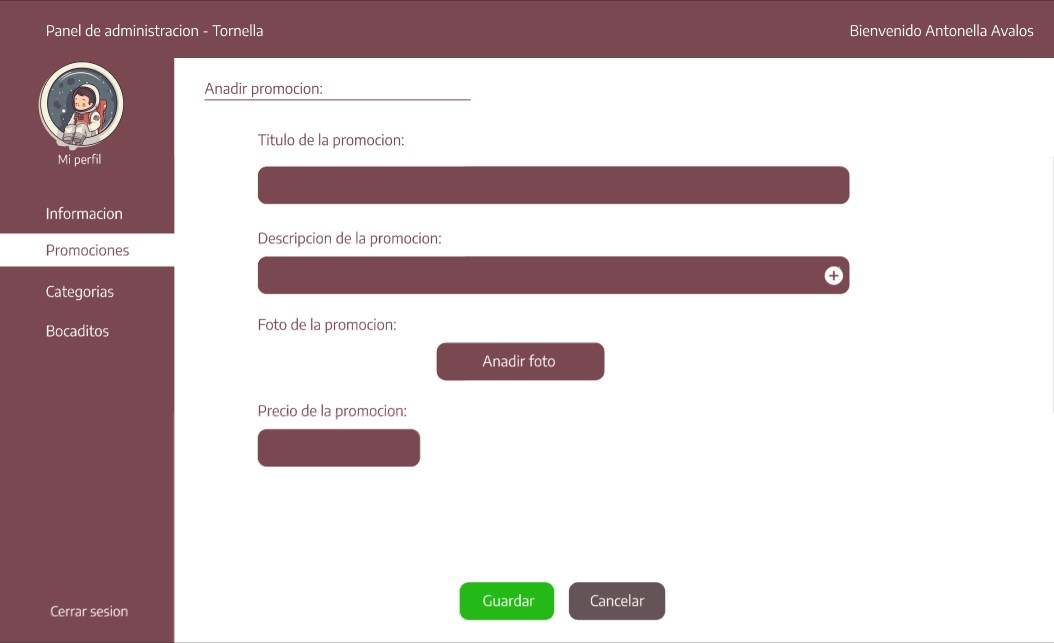 Panel de administracion - Tornella
Bienvenido Antonella Avalos
Mi perfil
Informacion
Promociones
Categorias
Bocaditos
Cerrar sesion
Anadir promocion:
Titulo de la promocion:
Descripcion de la promocion:
Foto de la promocion:
Anadir foto
Precio de la promocion:
Guardar
Cancelar